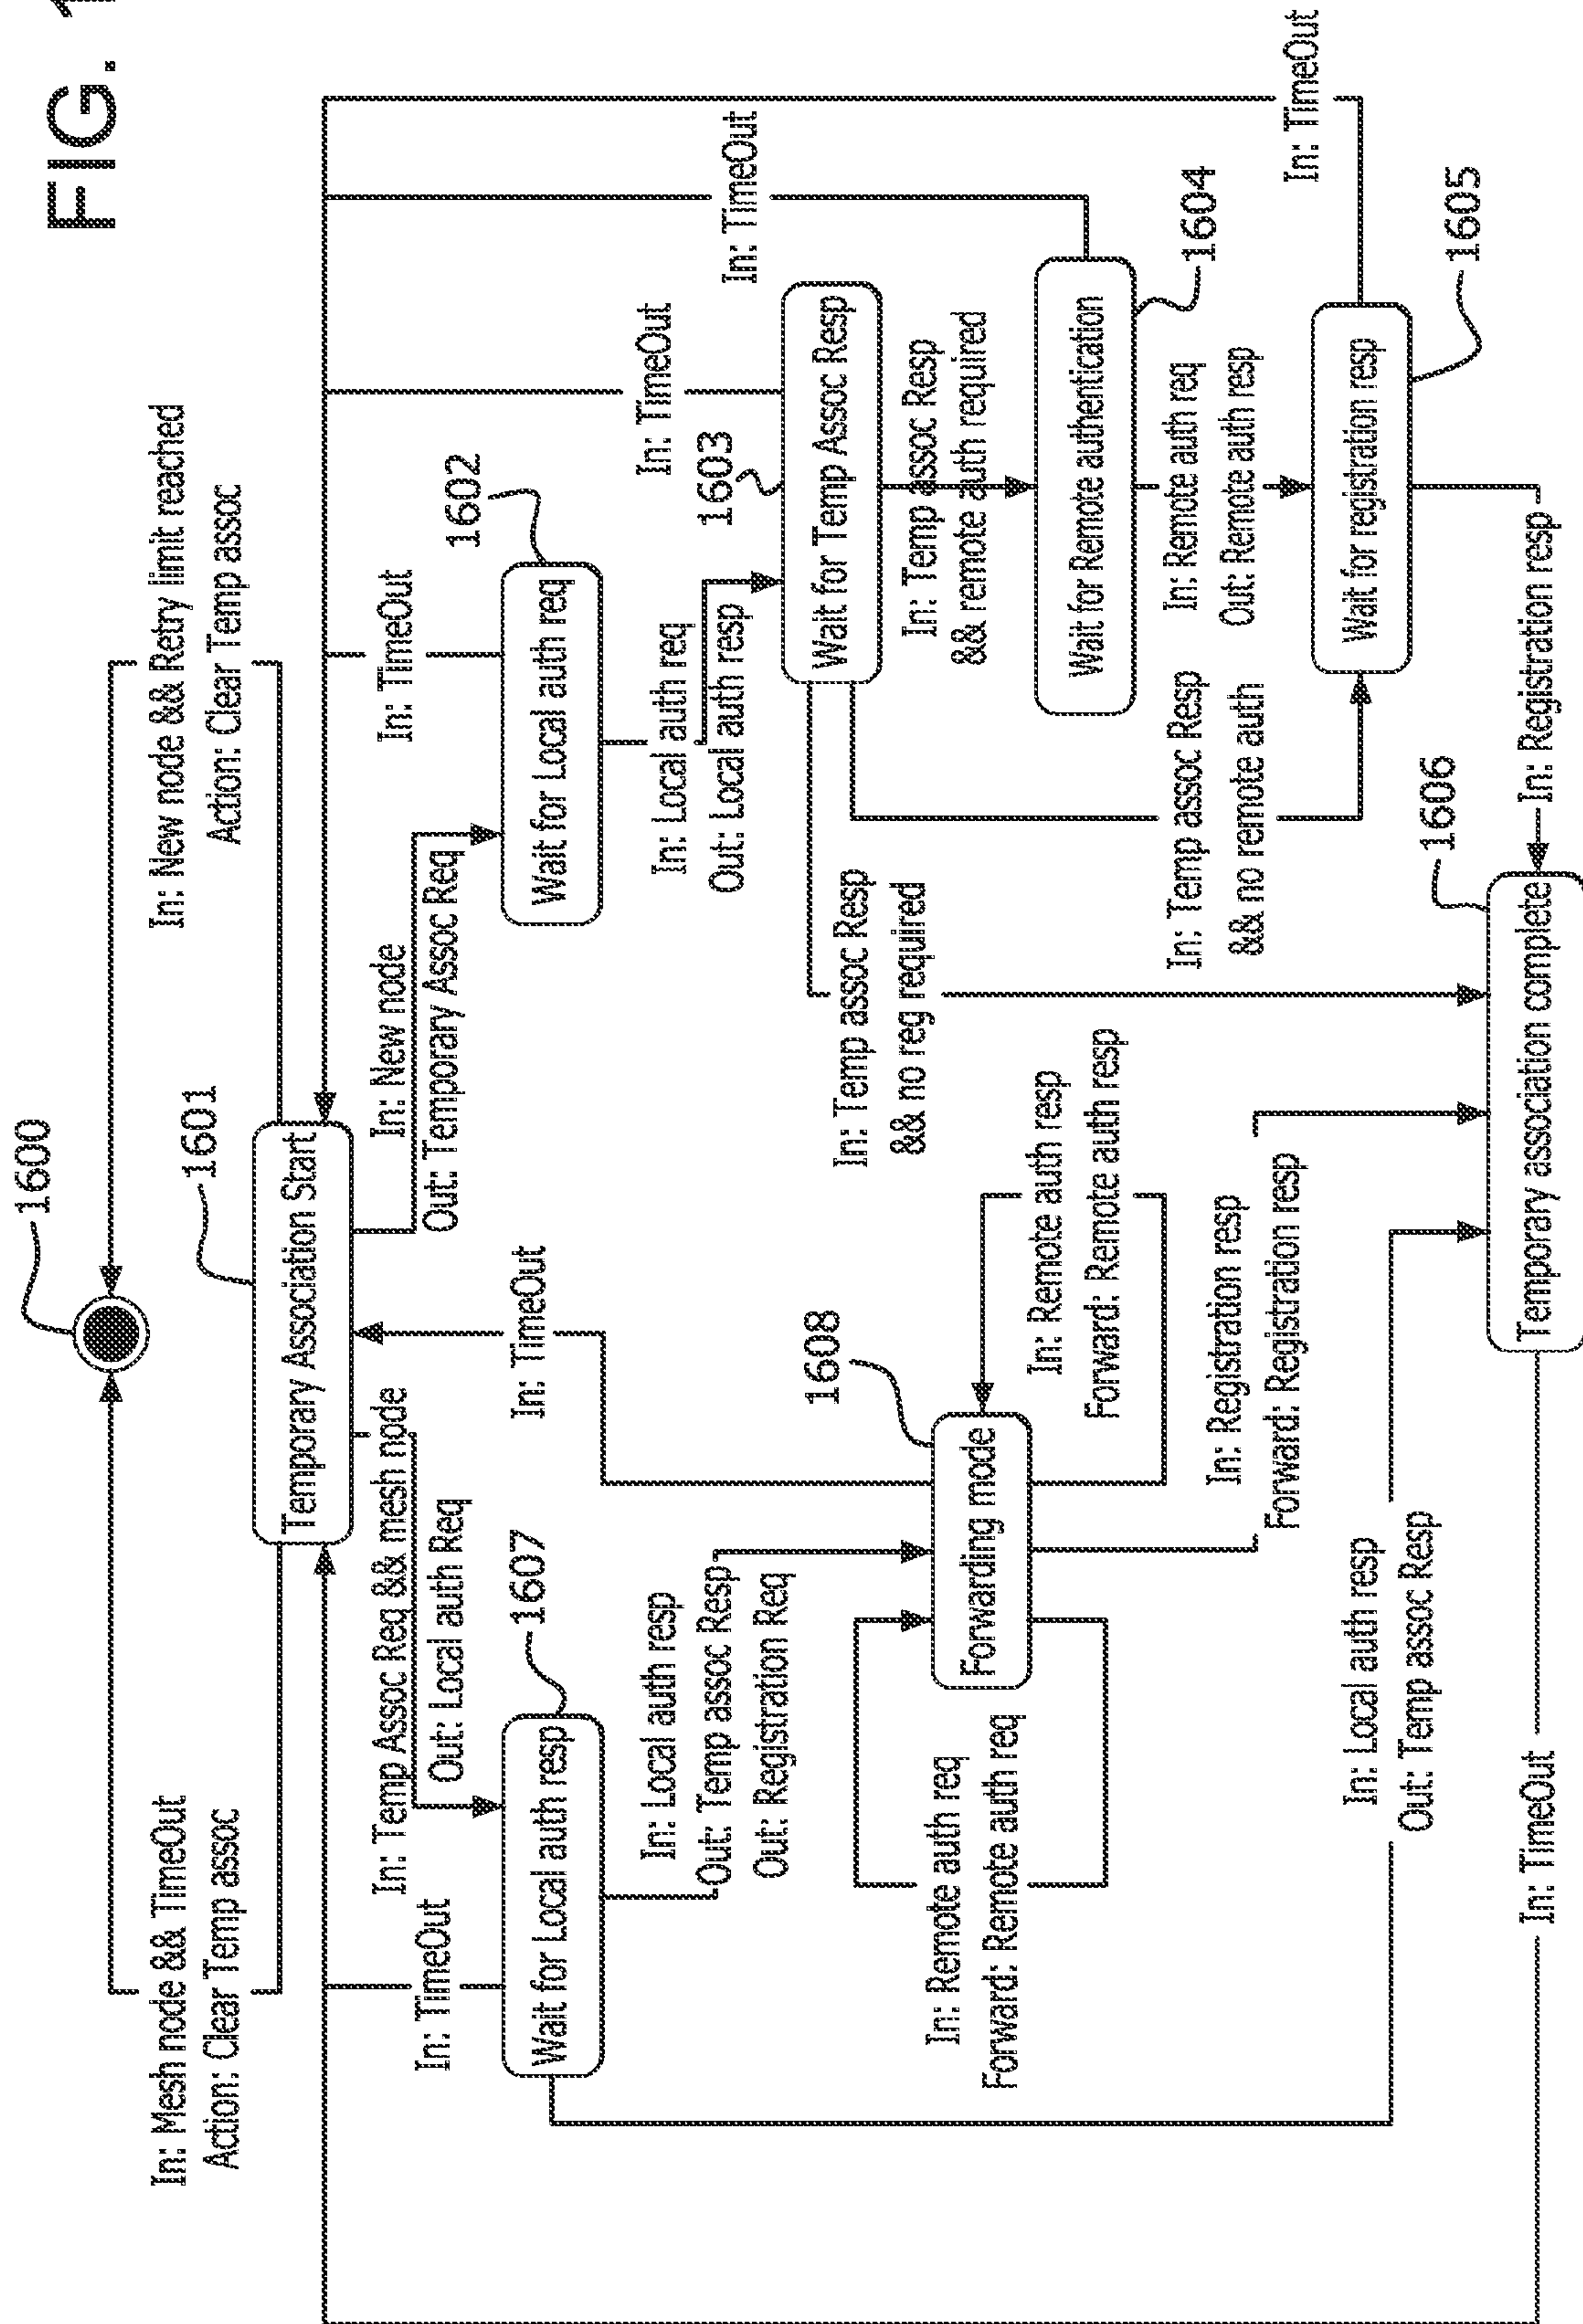 FIG. 1
1600
In: Mesh node && TimeOut
Action: Clear Temp assoc
In: New node && Retry limit reached
Action: Clear Temp assoc
1601
Temporary Association Start
In: TimeOut
In: Temp Assoc Req && mesh node
Out: Local auth Req
In: TimeOut
In: New node
Out: Temporary Assoc Req
In: TimeOut
1602
1607
Wait for Local auth resp
Wait for Local auth req
In: Local auth resp
Out: Temp assoc Resp
Out: Registration Req
In: Local auth req
Out: Local auth resp
In: TimeOut
1603
In: TimeOut
Wait for Temp Assoc Resp
1608
Forwarding mode
In: Remote auth req
Forward: Remote auth req
In: Remote auth resp
Forward: Remote auth resp
In: Temp assoc Resp
&& no reg required
In: Temp assoc Resp
&& remote auth required
Wait for Remote authentication
1604
In: Remote auth req
Out: Remote auth resp
In: Temp assoc Resp
&& no remote auth
In: Registration resp
Forward: Registration resp
In: TimeOut
Wait for registration resp
1605
In: Local auth resp
Out: Temp assoc Resp
1606
In: TimeOut
Temporary association complete
In: Registration resp